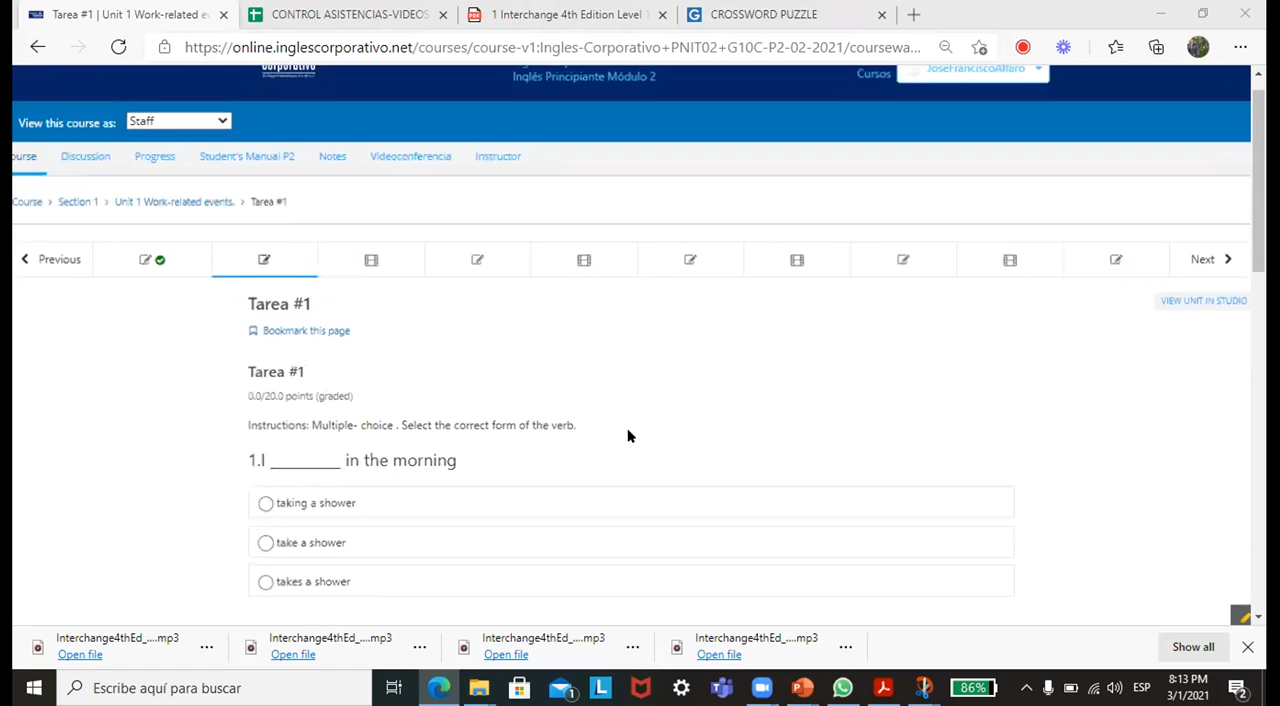 Tarea #1 | Unit 1 Work-related e
CONTROL ASISTENCIAS-VIDEOS
1 Interchange 4th Edition Level 1
CROSSWORD PUZZLE
https://online.inglescorporativo.net/courses/course-v1:Ingles-Corporativo+PNIT02+G10C-P2-02-2021/coursewa...
corporativo
Inglés Principiante Módulo 2
Cursos
JoseFranciscoAlfaro
View this course as:
Staff
ourse
Discussion
Progress
Student's Manual P2
Notes
Videoconferencia
Instructor
Course > Section 1 > Unit 1 Work-related events. > Tarea #1
Previous
Next
Tarea #1
VIEW UNIT IN STUDIO
Bookmark this page
Tarea #1
0.0/20.0 points (graded)
Instructions: Multiple- choice . Select the correct form of the verb.
1.I ________ in the morning
taking a shower
take a shower
takes a shower
Interchange4thEd_....mp3
Open file
Interchange4thEd_....mp3
Open file
Interchange4thEd_....mp3
Open file
Interchange4thEd_....mp3
Open file
Show all
Escribe aquí para buscar
86%
ESP
8:13 PM
3/1/2021